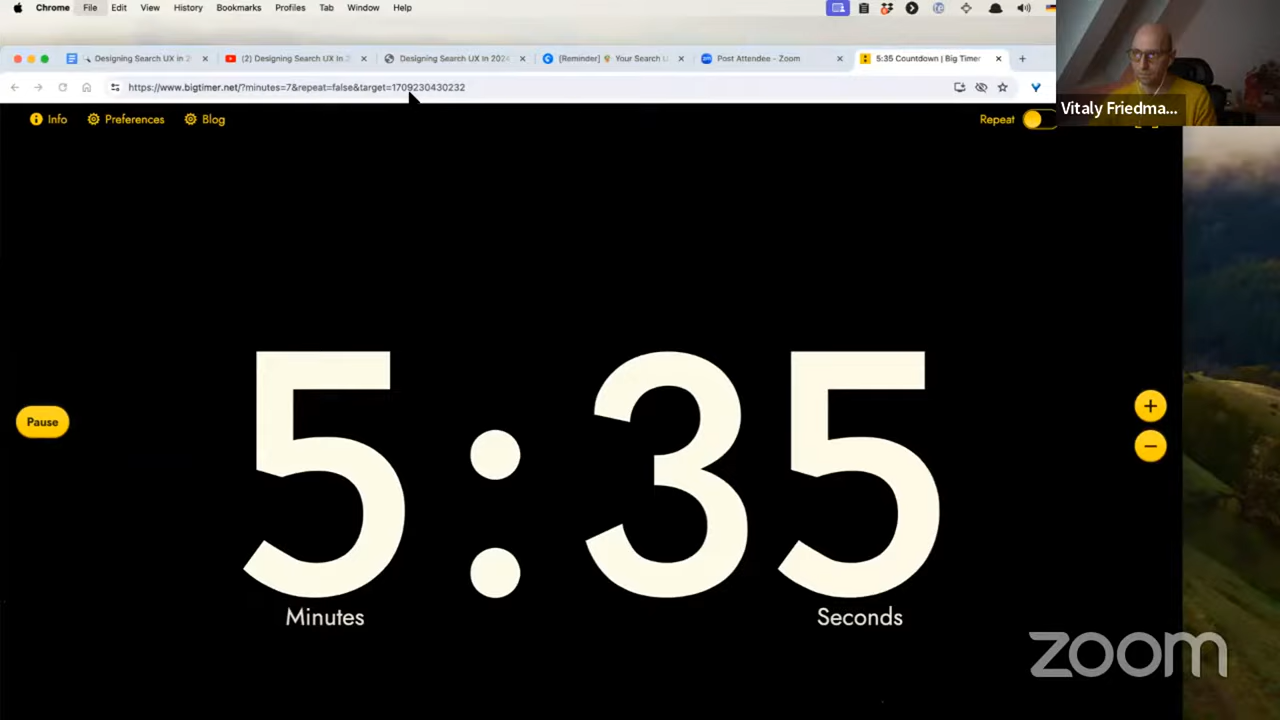 Chrome File Edit View History Bookmarks Profiles Tab Window Help
Designing Search UX in 2 (2) Designing Search UX In 2 Designing Search UX In 2024 [Reminder] Your Search U Post Attendee - Zoom 5:35 Countdown | Big Timer
https://www.bigtimer.net/?minutes=7&repeat=false&target=1709230430232
Vitaly Friedma...
Info Preferences Blog Repeat
Pause
5:35
+
−
Minutes Seconds
zoom